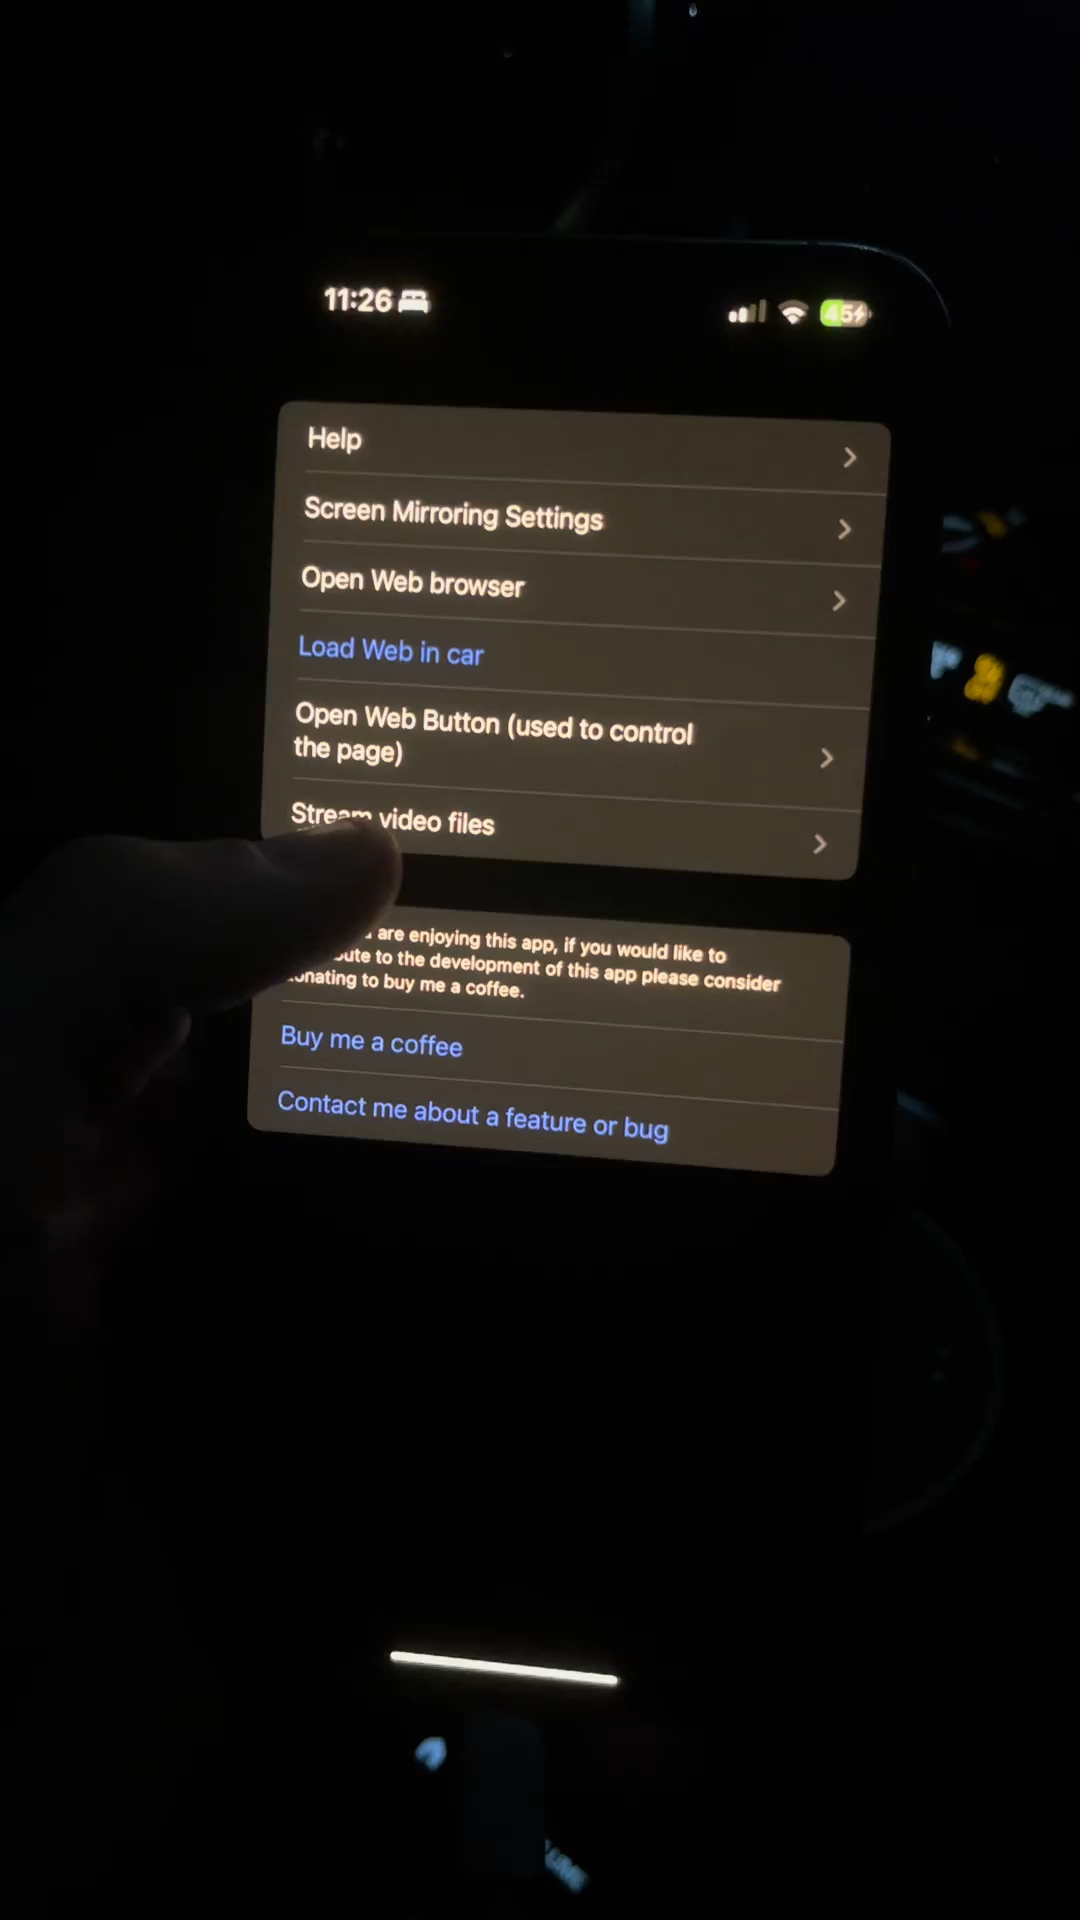 11:26
45
Help
Screen Mirroring Settings
Open Web browser
Load Web in car
Open Web Button (used to control
the page)
Stream video files
are enjoying this app, if you would like to
to the development of this app please consider
to buy me a coffee.
Buy me a coffee
Contact me about a feature or bug